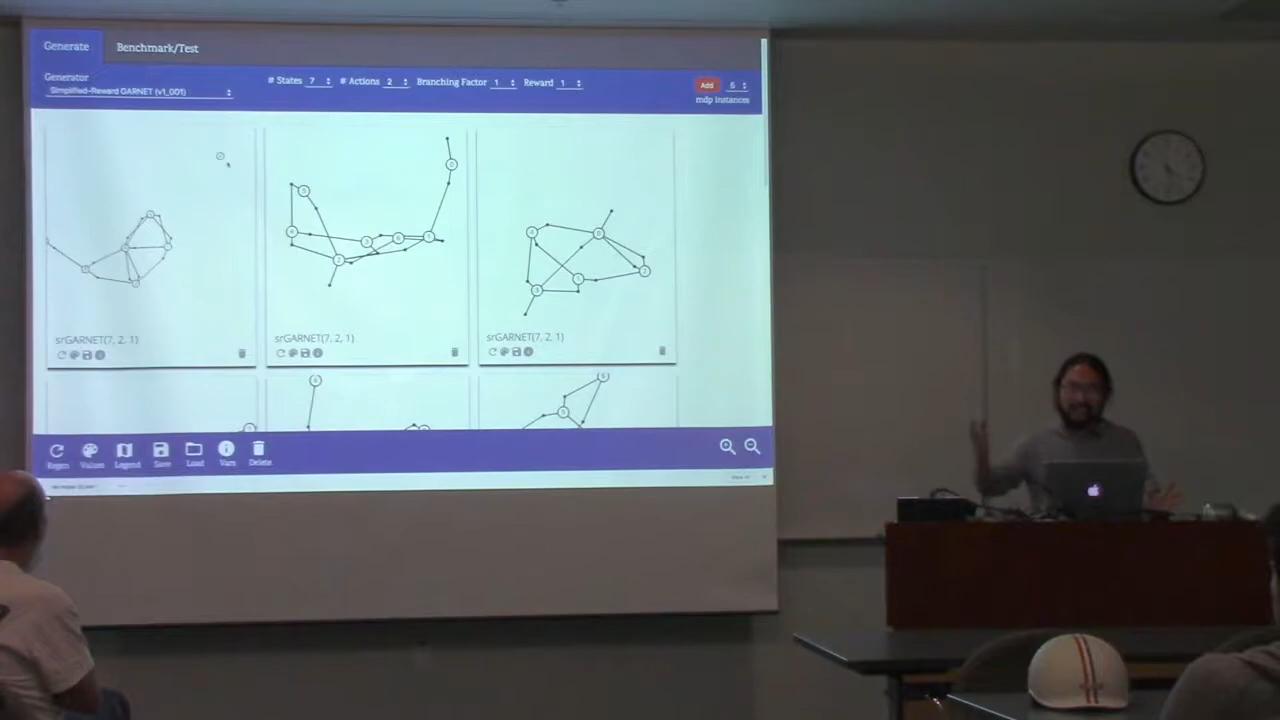 Generate Benchmark/Test
Generator
Simplified-Reward GARNET (v1_001)
# States 7 # Actions 2 Branching Factor 1 Reward 1
Add 5
mdp instances
srGARNET(7, 2, 1)
srGARNET(7, 2, 1)
srGARNET(7, 2, 1)
Regen Values Legend Save Load Vars Delete